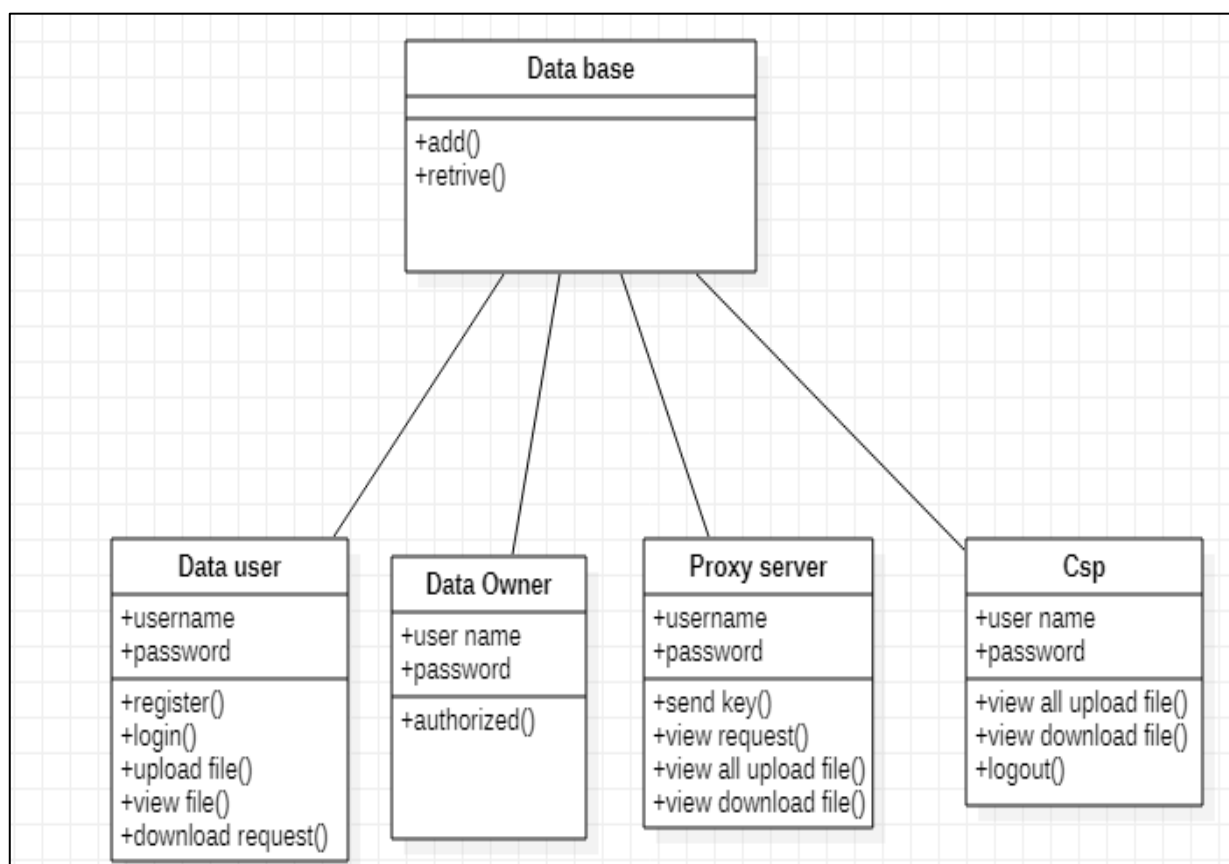 Data base
+add()
+retrive()
Data user
+username
+password
+register()
+login()
+upload file()
+view file()
+download request()
Data Owner
+user name
+password
+authorized()
Proxy server
+username
+password
+send key()
+view request()
+view all upload file()
+view download file()
Csp
+user name
+password
+view all upload file()
+view download file()
+logout()